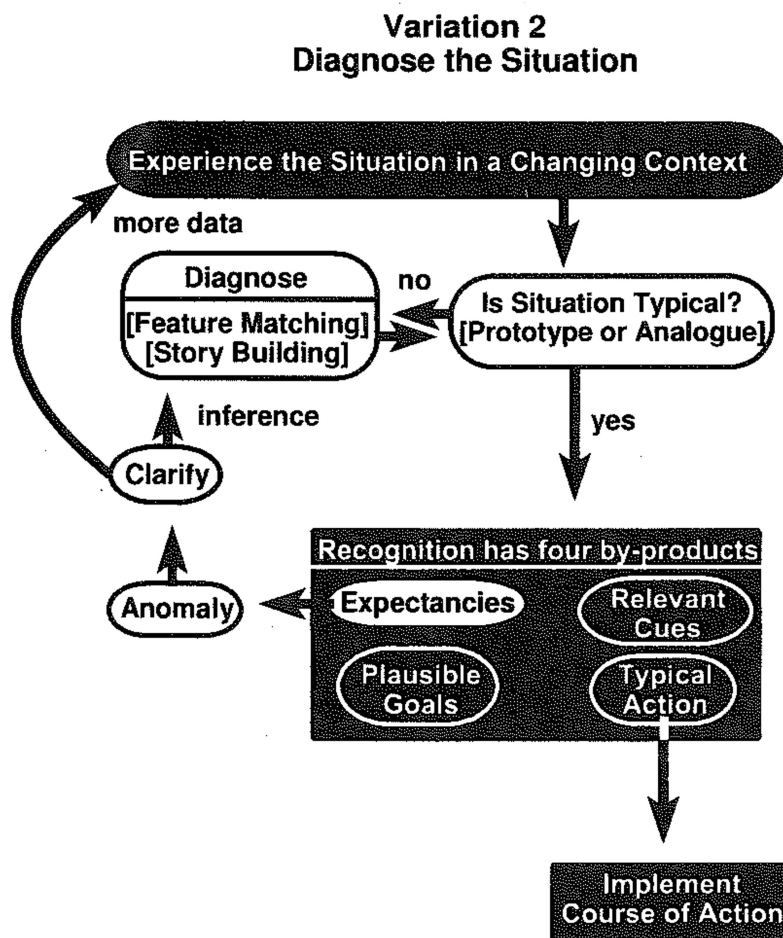 Variation 2
Diagnose the Situation
Experience the Situation in a Changing Context
more data
Diagnose
[Feature Matching]
[Story Building]
no
Is Situation Typical?
[Prototype or Analogue]
inference
yes
Clarify
Recognition has four by-products
Anomaly
Expectancies
Relevant
Cues
Plausible
Goals
Typical
Action
Implement
Course of Action